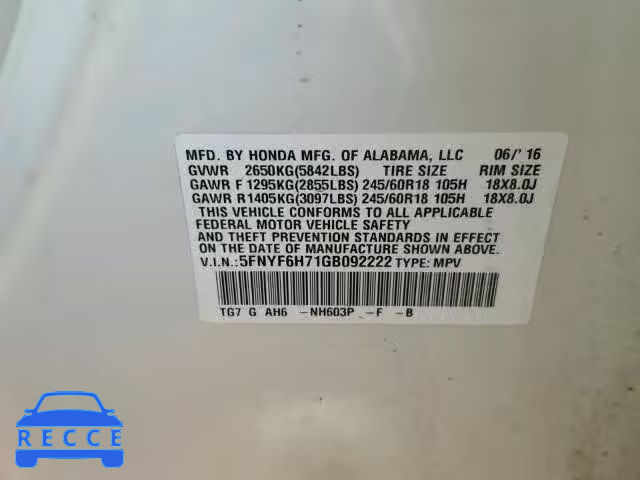 MFD. BY HONDA MFG. OF ALABAMA, LLC 06/'16
GVWR 2650KG(5842LBS) TIRE SIZE RIM SIZE
GAWR F 1295KG(2855LBS) 245/60R18 105H 18X8.0J
GAWR R1405KG(3097LBS) 245/60R18 105H 18X8.0J
THIS VEHICLE CONFORMS TO ALL APPLICABLE
FEDERAL MOTOR VEHICLE SAFETY
AND THEFT PREVENTION STANDARDS IN EFFECT ON
THE DATE OF MANUFACTURE SHOWN ABOVE.
V.I.N.:5FNYF6H71GB092222 TYPE: MPV
TG7 G AH6 -NH603P -F -B
RECCE